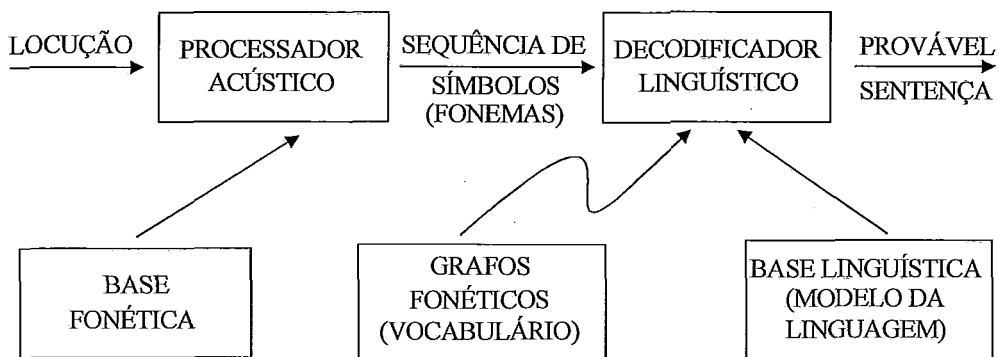 LOCUÇÃO
PROCESSADOR
ACÚSTICO
SEQUÊNCIA DE
SÍMBOLOS
(FONEMAS)
DECODIFICADOR
LINGUÍSTICO
PROVÁVEL
SENTENÇA
BASE
FONÉTICA
GRAFOS
FONÉTICOS
(VOCABULÁRIO)
BASE LINGUÍSTICA
(MODELO DA
LINGUAGEM)